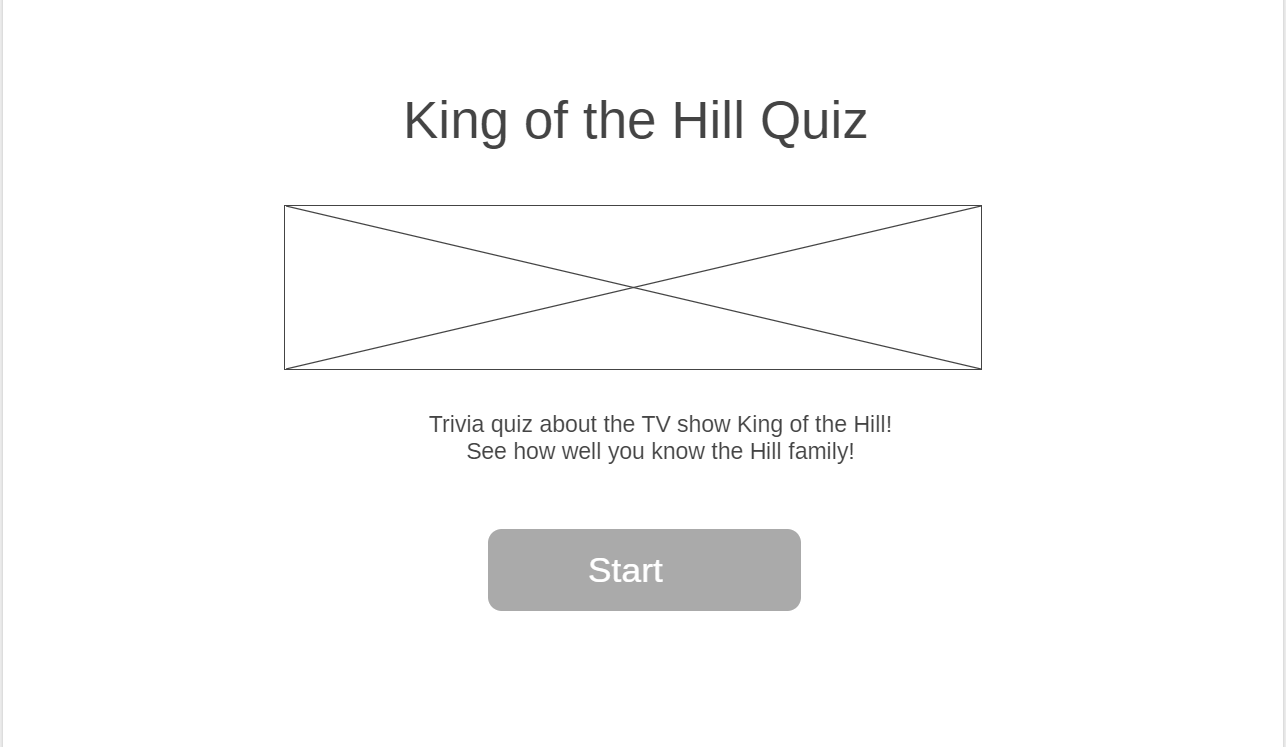 King of the Hill Quiz
Trivia quiz about the TV show King of the Hill!
See how well you know the Hill family!
Start